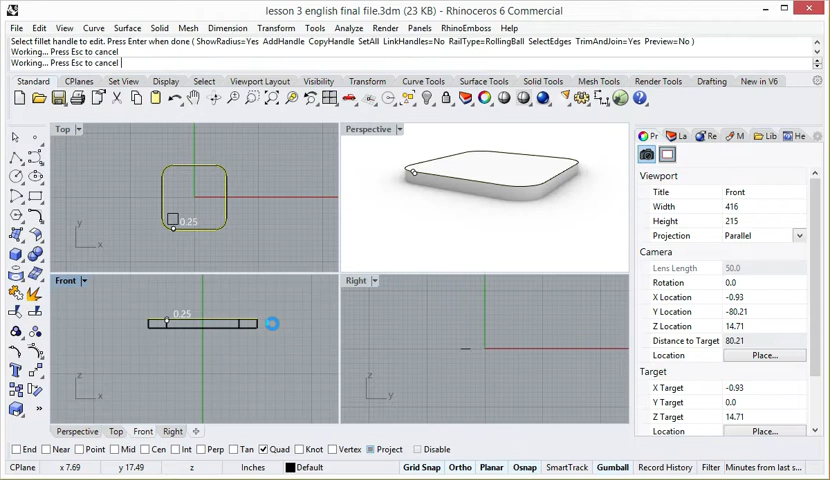 lesson 3 english final file.3dm (23 KB) - Rhinoceros 6 Commercial
File Edit View Curve Surface Solid Mesh Dimension Transform Tools Analyze Render Panels RhinoEmboss Help
Select fillet handle to edit. Press Enter when done ( ShowRadius=Yes AddHandle CopyHandle SetAll LinkHandles=No RailType=RollingBall SelectEdges TrimAndJoin=Yes Preview=No )
Working... Press Esc to cancel
Working... Press Esc to cancel
Standard CPlanes Set View Display Select Viewport Layout Visibility Transform Curve Tools Surface Tools Solid Tools Mesh Tools Render Tools Drafting New in V6
Top
Perspective
Pr La Re M Lib He
0.25
y
x
Viewport
Title Front
Width 416
Height 215
Projection Parallel
Camera
Lens Length 50.0
Rotation 0.0
X Location -0.93
Y Location -80.21
Z Location 14.71
Distance to Target 80.21
Location Place...
Target
X Target -0.93
Y Target 0.0
Z Target 14.71
Location Place...
Front
Right
0.25
z
x
z
y
Perspective Top Front Right
End Near Point Mid Cen Int Perp Tan Quad Knot Vertex Project Disable
CPlane x 7.69 y 17.49 z Inches Default Grid Snap Ortho Planar Osnap SmartTrack Gumball Record History Filter Minutes from last s...